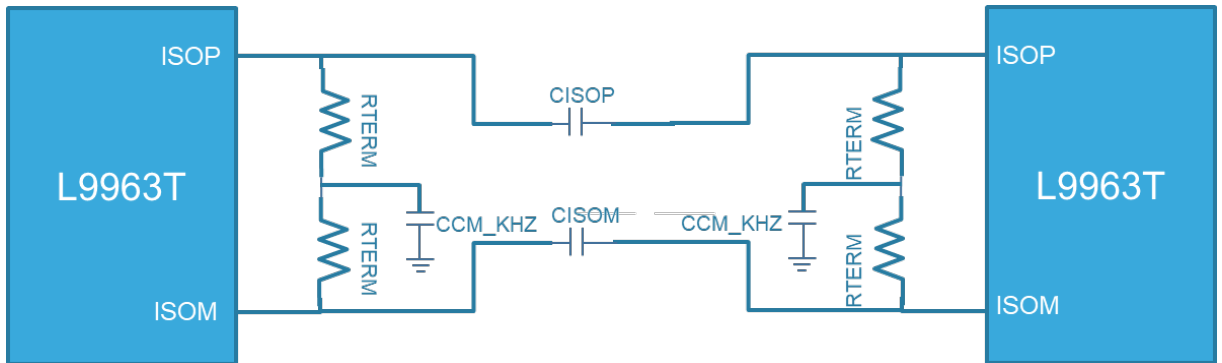 ISOP
RTERM
CISOP
RTERM
ISOP
L9963T
L9963T
CCM_KHZ
CISOM
CCM_KHZ
RTERM
RTERM
ISOM
ISOM